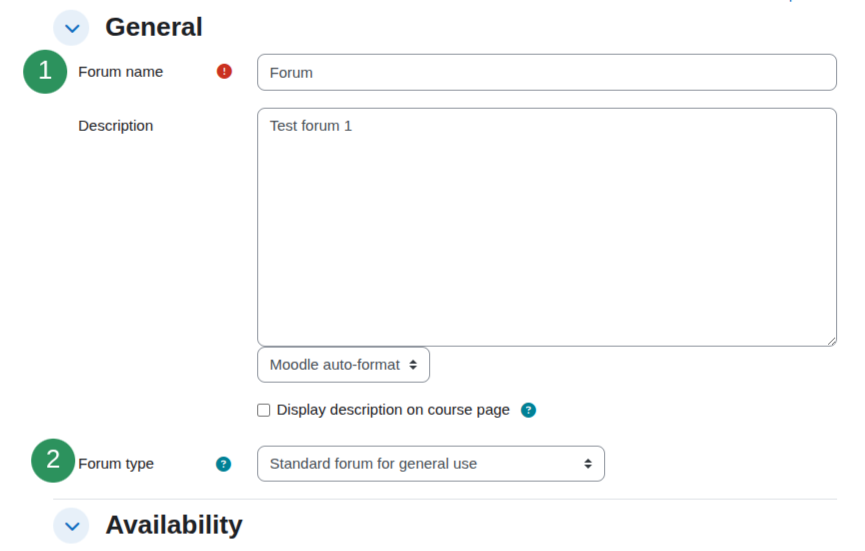 General
1 Forum name ! Forum
Description Test forum 1
Moodle auto-format
Display description on course page ?
2 Forum type ? Standard forum for general use
Availability